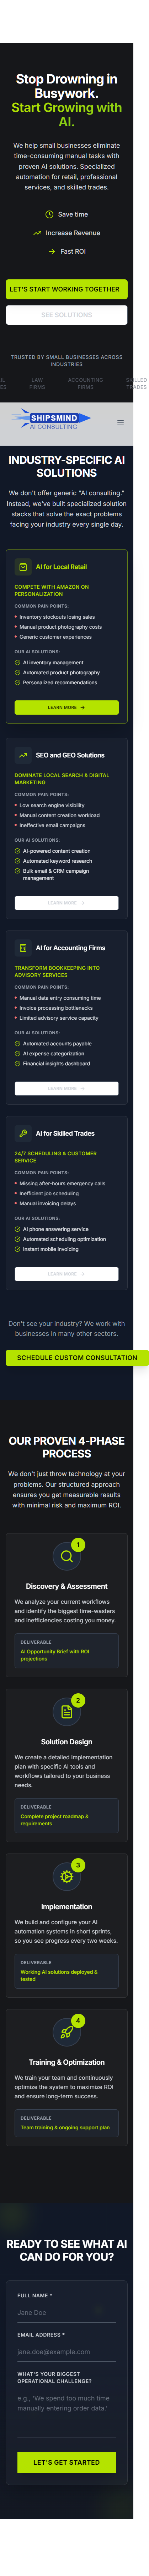 Stop Drowning in
Busywork.
Start Growing with
AI.
We help small businesses eliminate
time-consuming manual tasks with
proven AI solutions. Specialized
automation for retail, professional
services, and skilled trades.
Save time
Increase Revenue
Fast ROI
LET'S START WORKING TOGETHER
SEE SOLUTIONS
TRUSTED BY SMALL BUSINESSES ACROSS
INDUSTRIES
LAW
FIRMS
ACCOUNTING
FIRMS
SHIPSMIND
AI CONSULTING
INDUSTRY-SPECIFIC AI
SOLUTIONS
We don't offer generic "AI consulting."
Instead, we've built specialized solution
stacks that solve the exact problems
facing your industry every single day.
AI for Local Retail
COMPETE WITH AMAZON ON
PERSONALIZATION
COMMON PAIN POINTS:
Inventory stockouts losing sales
Manual product photography costs
Generic customer experiences
OUR AI SOLUTIONS:
AI inventory management
Automated product photography
Personalized recommendations
LEARN MORE
SEO and GEO Solutions
DOMINATE LOCAL SEARCH & DIGITAL
MARKETING
COMMON PAIN POINTS:
Low search engine visibility
Manual content creation workload
Ineffective email campaigns
OUR AI SOLUTIONS:
AI-powered content creation
Automated keyword research
Bulk email & CRM campaign
management
LEARN MORE
AI for Accounting Firms
TRANSFORM BOOKKEEPING INTO
ADVISORY SERVICES
COMMON PAIN POINTS:
Manual data entry consuming time
Invoice processing bottlenecks
Limited advisory service capacity
OUR AI SOLUTIONS:
Automated accounts payable
AI expense categorization
Financial insights dashboard
LEARN MORE
AI for Skilled Trades
24/7 SCHEDULING & CUSTOMER
SERVICE
COMMON PAIN POINTS:
Missing after-hours emergency calls
Inefficient job scheduling
Manual invoicing delays
OUR AI SOLUTIONS:
AI phone answering service
Automated scheduling optimization
Instant mobile invoicing
LEARN MORE
Don't see your industry? We work with
businesses in many other sectors.
SCHEDULE CUSTOM CONSULTATION
OUR PROVEN 4-PHASE
PROCESS
We don't just throw technology at your
problems. Our structured approach
ensures you get measurable results
with minimal risk and maximum ROI.
1
Discovery & Assessment
We analyze your current workflows
and identify the biggest time-wasters
and inefficiencies costing you money.
DELIVERABLE
AI Opportunity Brief with ROI
projections
2
Solution Design
We create a detailed implementation
plan with specific AI tools and
workflows tailored to your business
needs.
DELIVERABLE
Complete project roadmap &
requirements
3
Implementation
We build and configure your AI
automation systems in short sprints,
so you see progress every two weeks.
DELIVERABLE
Working AI solutions deployed &
tested
4
Training & Optimization
We train your team and continuously
optimize the system to maximize ROI
and ensure long-term success.
DELIVERABLE
Team training & ongoing support plan
READY TO SEE WHAT AI
CAN DO FOR YOU?
FULL NAME *
Jane Doe
EMAIL ADDRESS *
jane.doe@example.com
WHAT'S YOUR BIGGEST
OPERATIONAL CHALLENGE?
e.g., 'We spend too much time
manually entering order data.'
LET'S GET STARTED